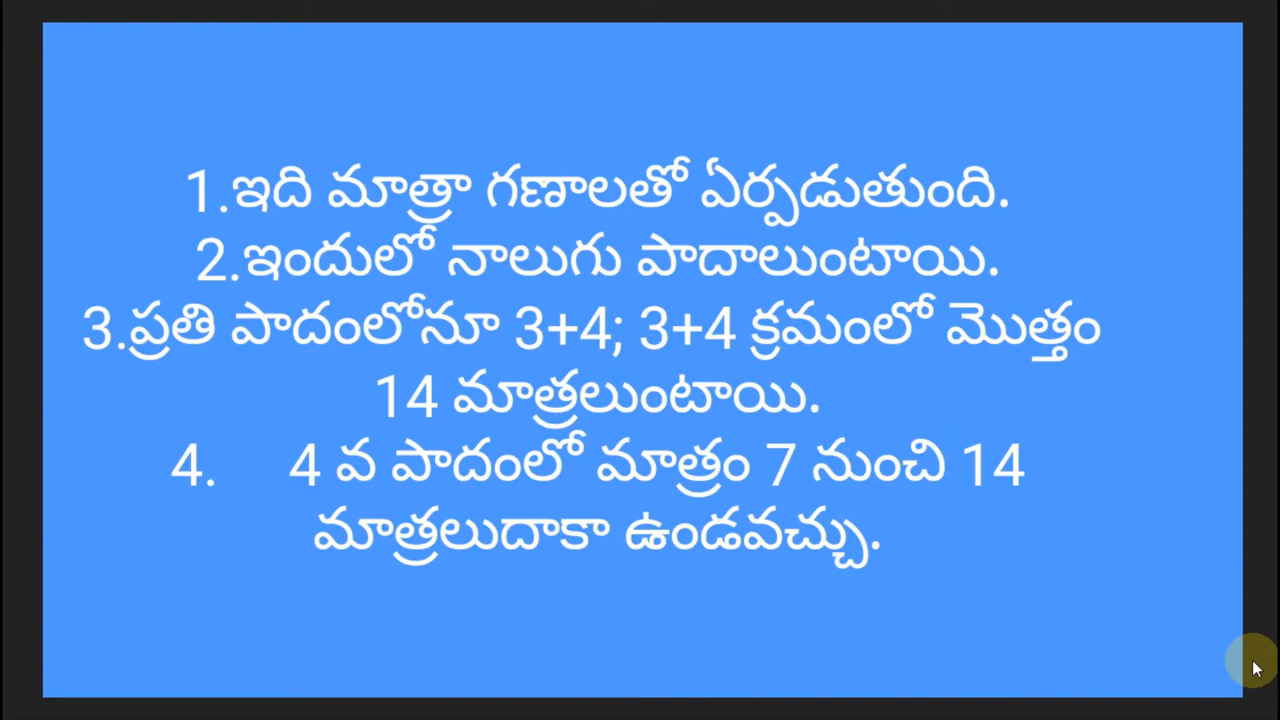 1.ఇది మాత్రా గణాలతో ఏర్పడుతుంది.
2.ఇందులో నాలుగు పాదాలుంటాయి.
3.ప్రతి పాదంలోనూ 3+4; 3+4 క్రమంలో మొత్తం
14 మాత్రలుంటాయి.
4. 4 వ పాదంలో మాత్రం 7 నుంచి 14
మాత్రలుదాకా ఉండవచ్చు.